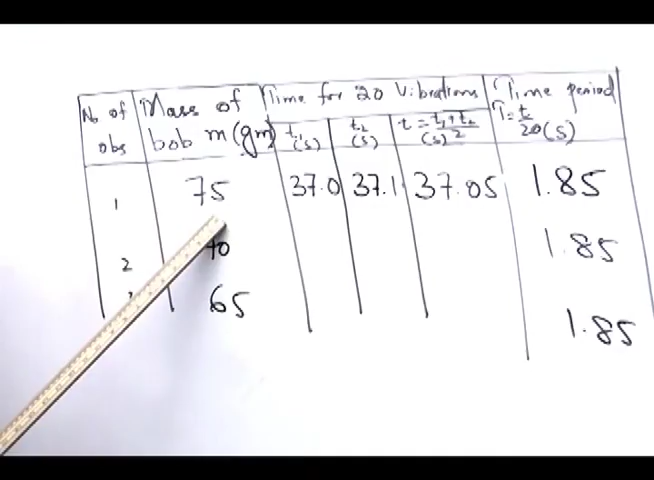 No of obs | Mass of bob m (gm) | Time for 20 Vibrations | Time period T = t/20 (s)
t₁ (s) | t₂ (s) | t = t₁+t₂/2 (s)
1 | 75 | 37.0 | 37.1 | 37.05 | 1.85
2 | 70 | 1.85
65 | 1.85